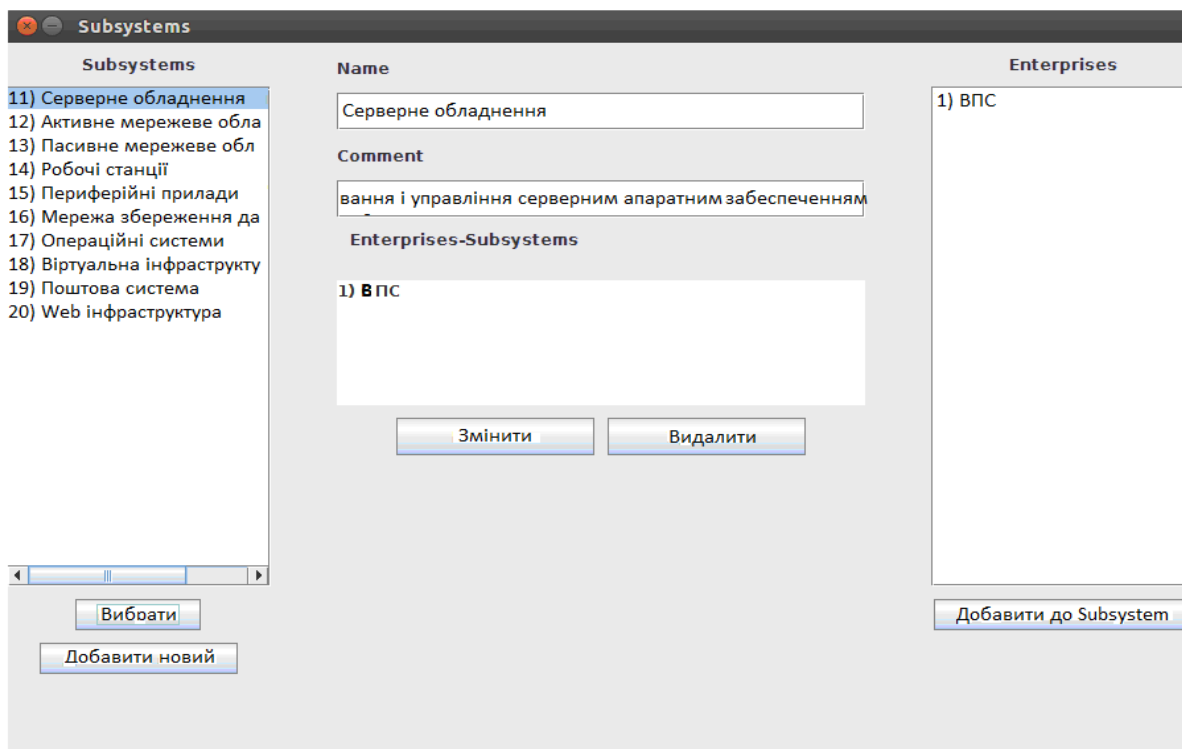 Subsystems
Subsystems
11) Серверне обладнення
12) Активне мережеве обла
13) Пасивне мережеве обл
14) Робочі станції
15) Периферійні прилади
16) Мережа збереження да
17) Операційні системи
18) Віртуальна інфраструкту
19) Поштова система
20) Web інфраструктура
Вибрати
Добавити новий
Name
Серверне обладнення
Comment
вання і управління серверним апаратним забеспеченням
Enterprises-Subsystems
1) ВПС
Змінити
Видалити
Enterprises
1) ВПС
Добавити до Subsystem